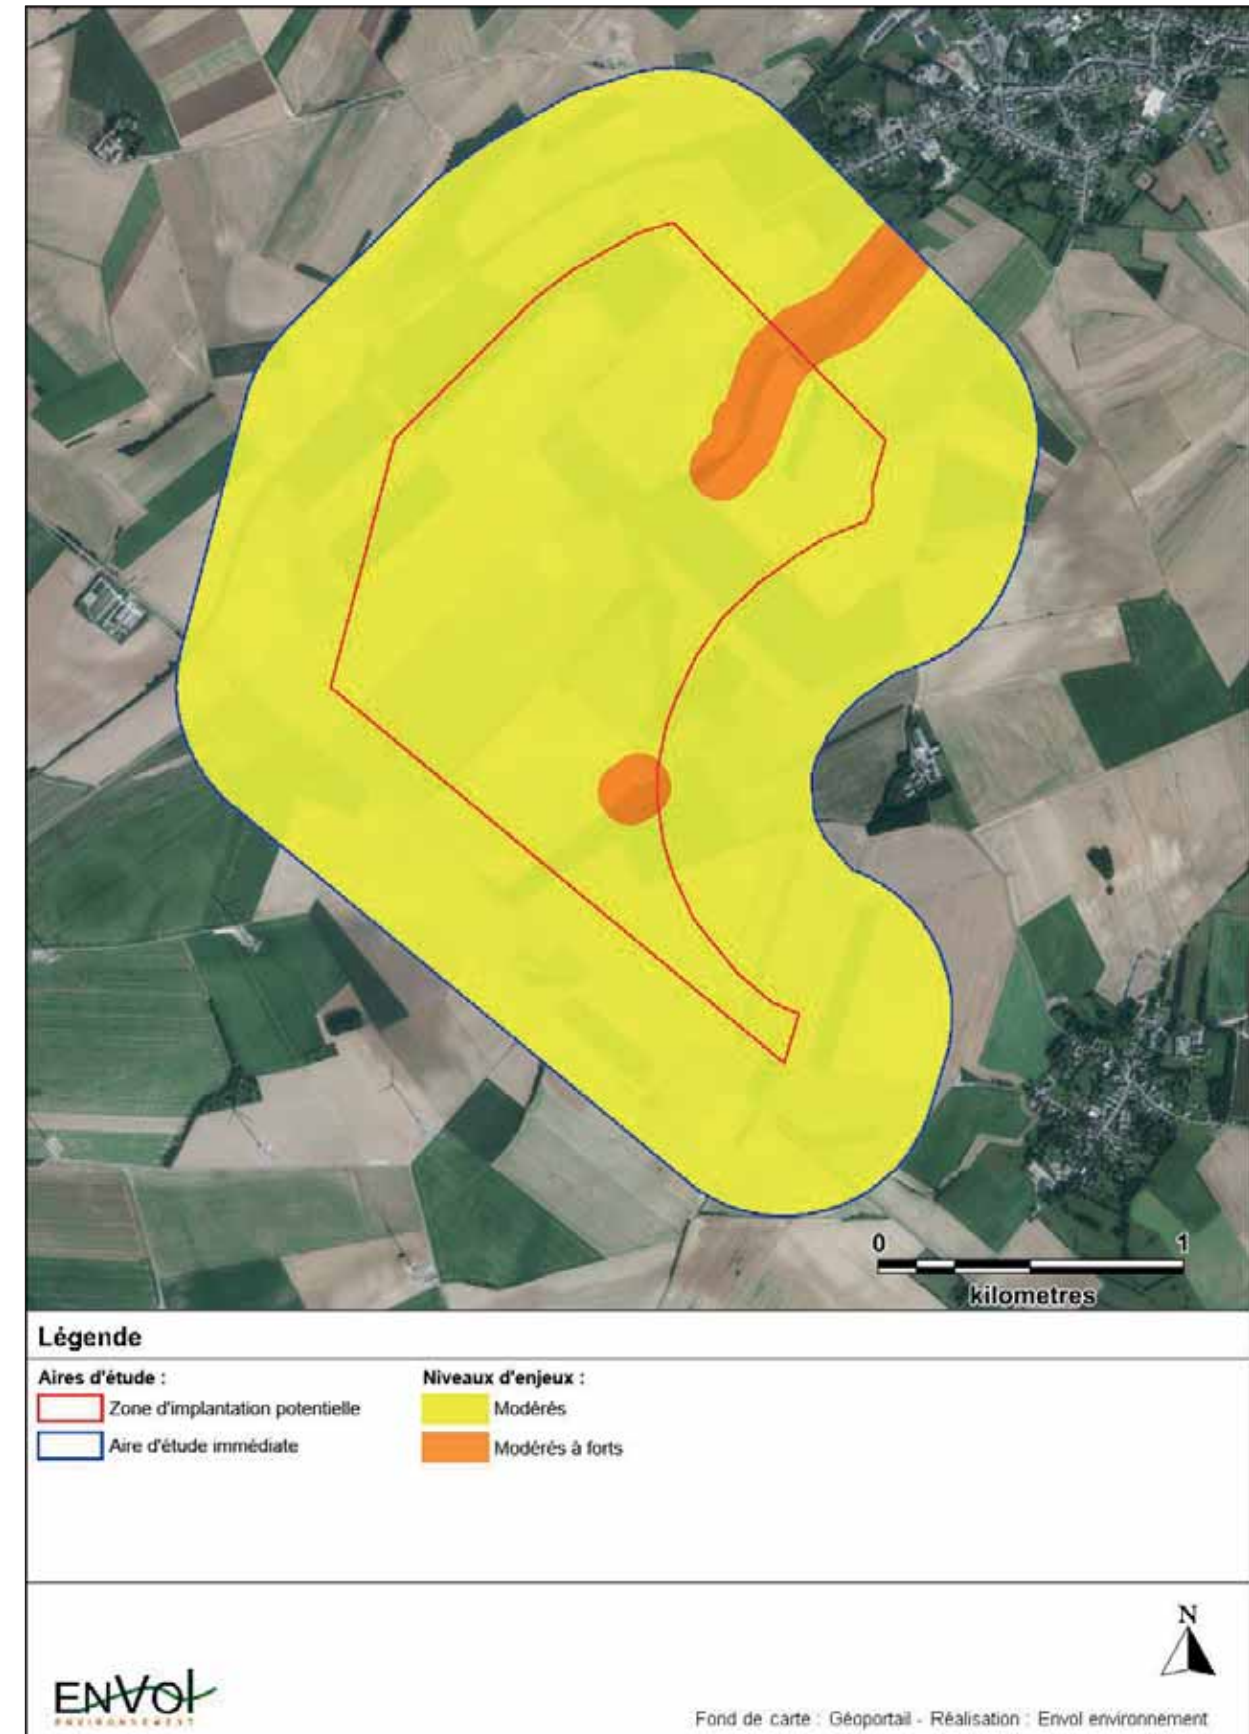 0 1
kilometres
Légende
Aires d'étude :
Zone d'implantation potentielle
Aire d'étude immédiate
Niveaux d'enjeux :
Modérés
Modérés à forts
N
ENVOl
ENVIRONNEMENT
Fond de carte : Géoportail - Réalisation : Envol environnement